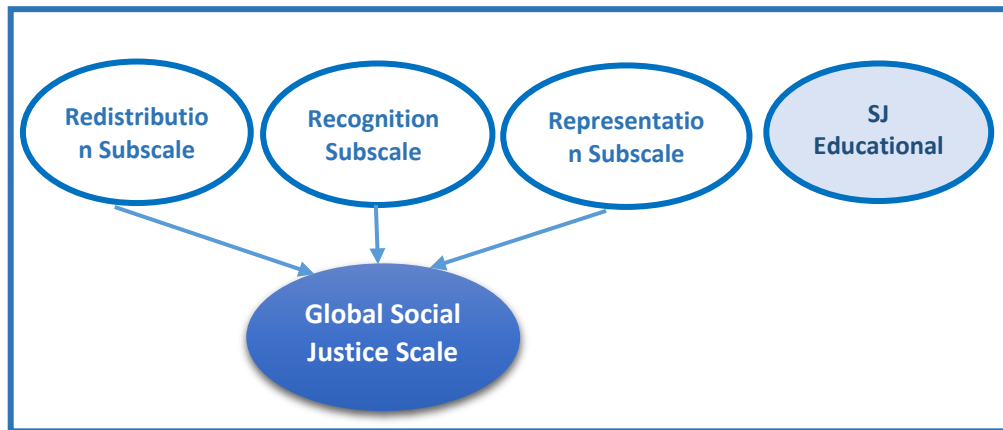 Redistributio
n Subscale
Recognition
Subscale
Representatio
n Subscale
SJ
Educational
Global Social
Justice Scale